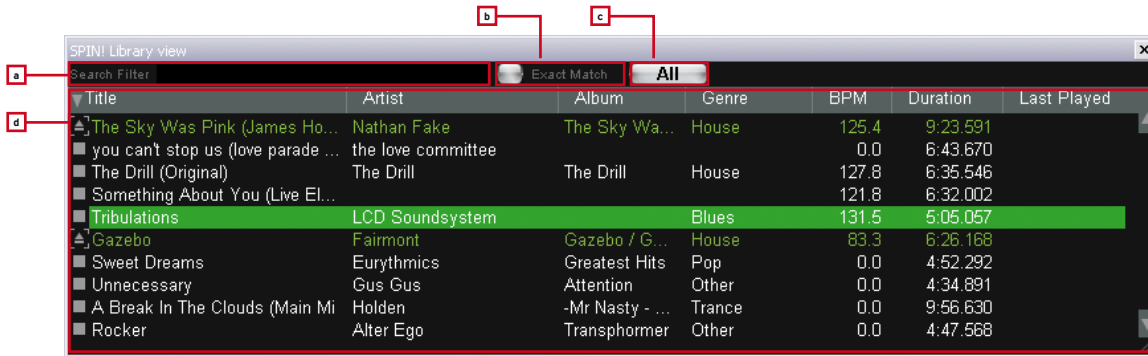 b c
SPIN! Library view
a Search Filter Exact Match All
Title Artist Album Genre BPM Duration Last Played
d
The Sky Was Pink (James Ho... Nathan Fake The Sky Wa... House 125.4 9:23.591
you can't stop us (love parade ... the love committee 0.0 6:43.670
The Drill (Original) The Drill The Drill House 127.8 6:35.546
Something About You (Live El... 121.8 6:32.002
Tribulations LCD Soundsystem Blues 131.5 5:05.057
Gazebo Fairmont Gazebo / G... House 83.3 6:26.168
Sweet Dreams Eurythmics Greatest Hits Pop 0.0 4:52.292
Unnecessary Gus Gus Attention Other 0.0 4:34.891
A Break In The Clouds (Main Mi Holden -Mr Nasty - ... Trance 0.0 9:56.630
Rocker Alter Ego Transphormer Other 0.0 4:47.568